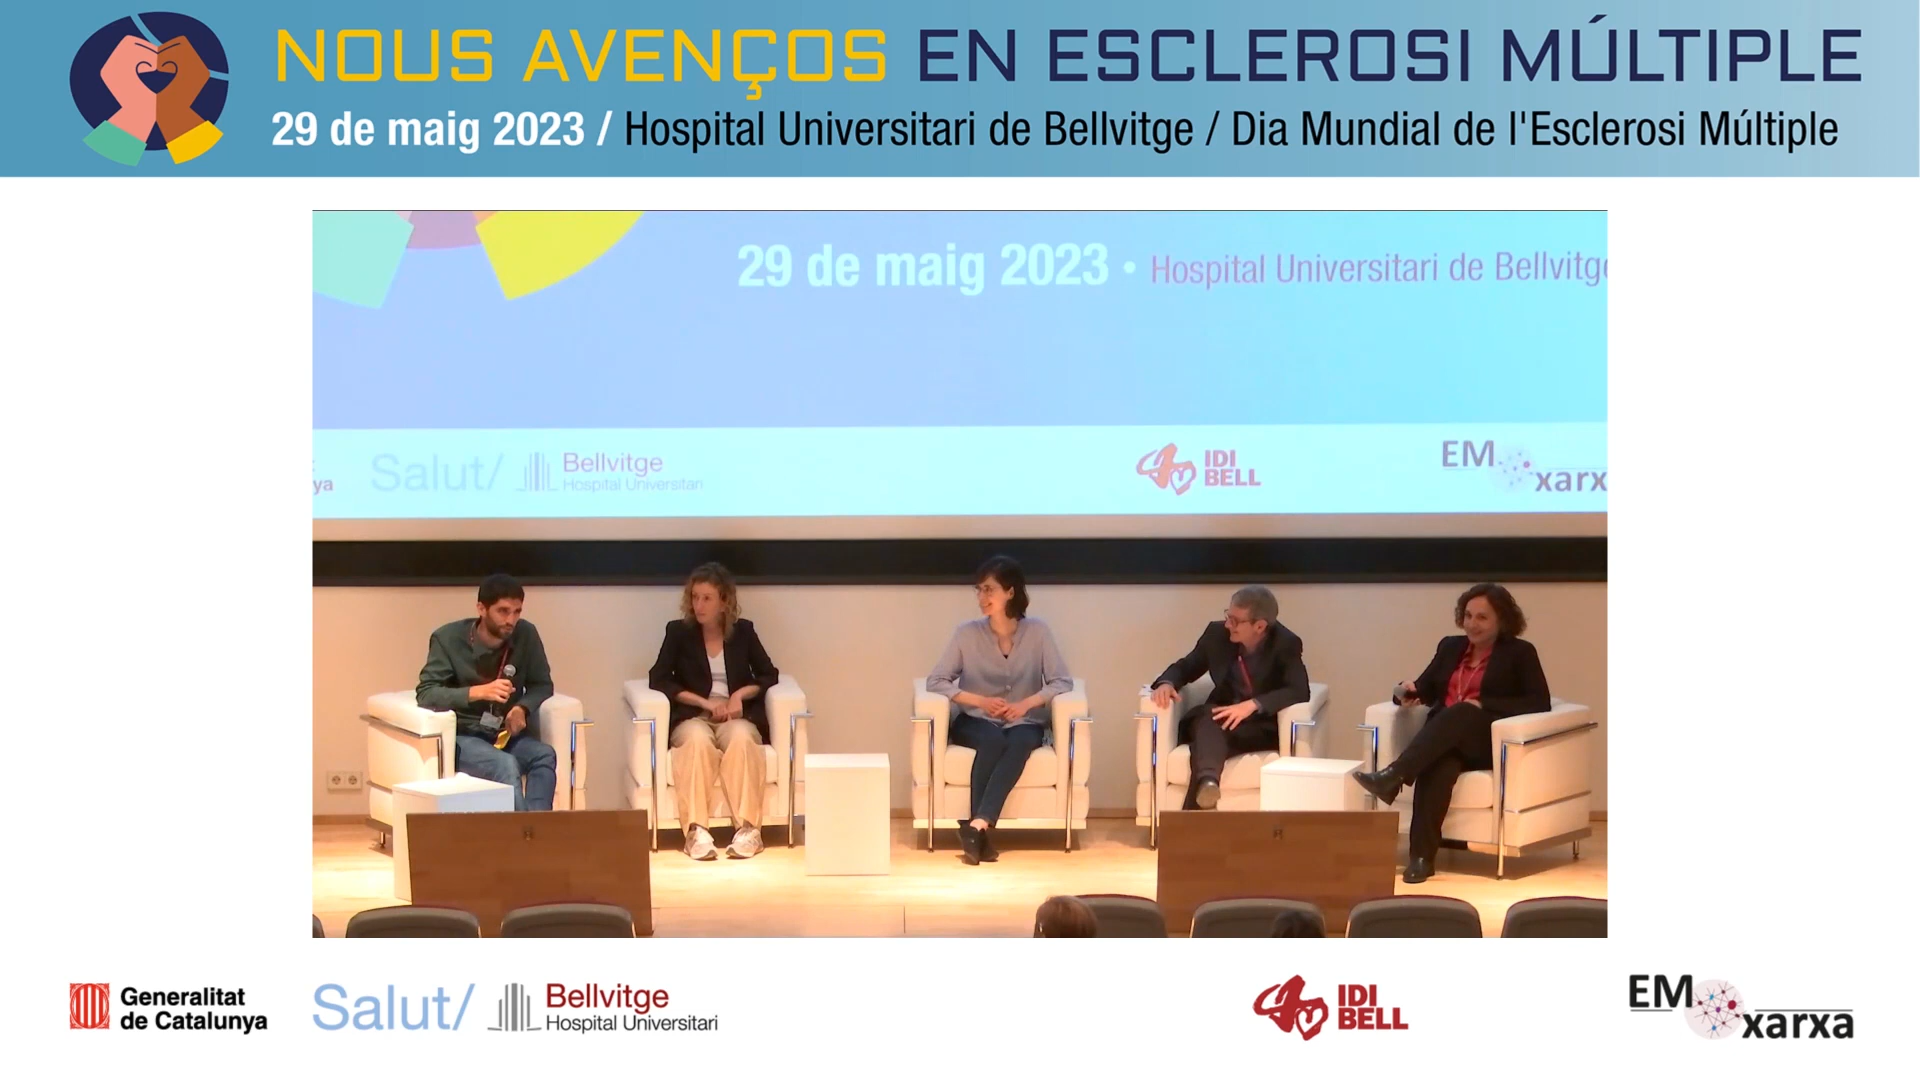 NOUS AVENÇOS EN ESCLEROSI MÚLTIPLE
29 de maig 2023 / Hospital Universitari de Bellvitge / Dia Mundial de l'Esclerosi Múltiple
29 de maig 2023 • Hospital Universitari de Bellvitge
ya
Salut/
Bellvitge
Hospital Universitari
IDI
BELL
EM
xarx
Generalitat
de Catalunya
Salut/
Bellvitge
Hospital Universitari
IDI
BELL
EM
xarxa